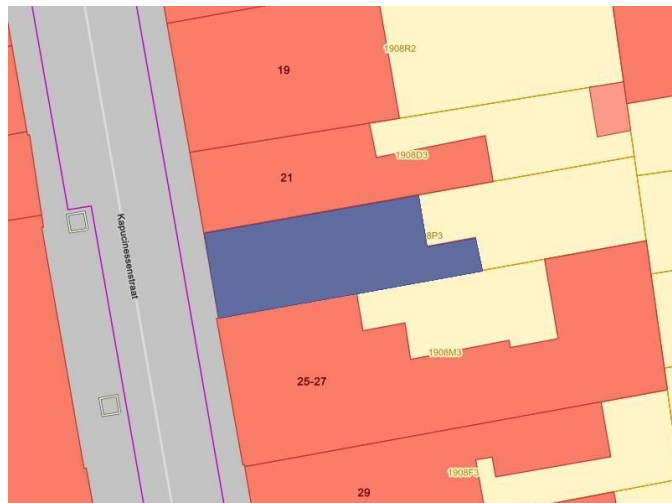 1908R2
19
1908D3
21
Kapucinessenstraat
8P3
1908M3
25-27
1908F3
29